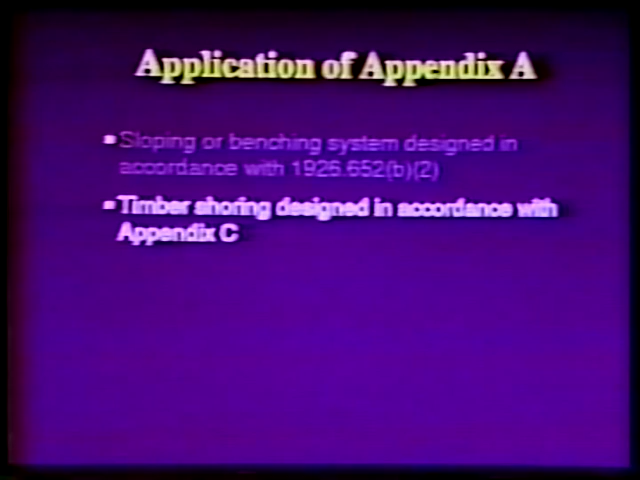 Application of Appendix A
▪ Sloping or benching system designed in
accordance with 1926.652(b)(2)
▪ Timber shoring designed in accordance with
Appendix C